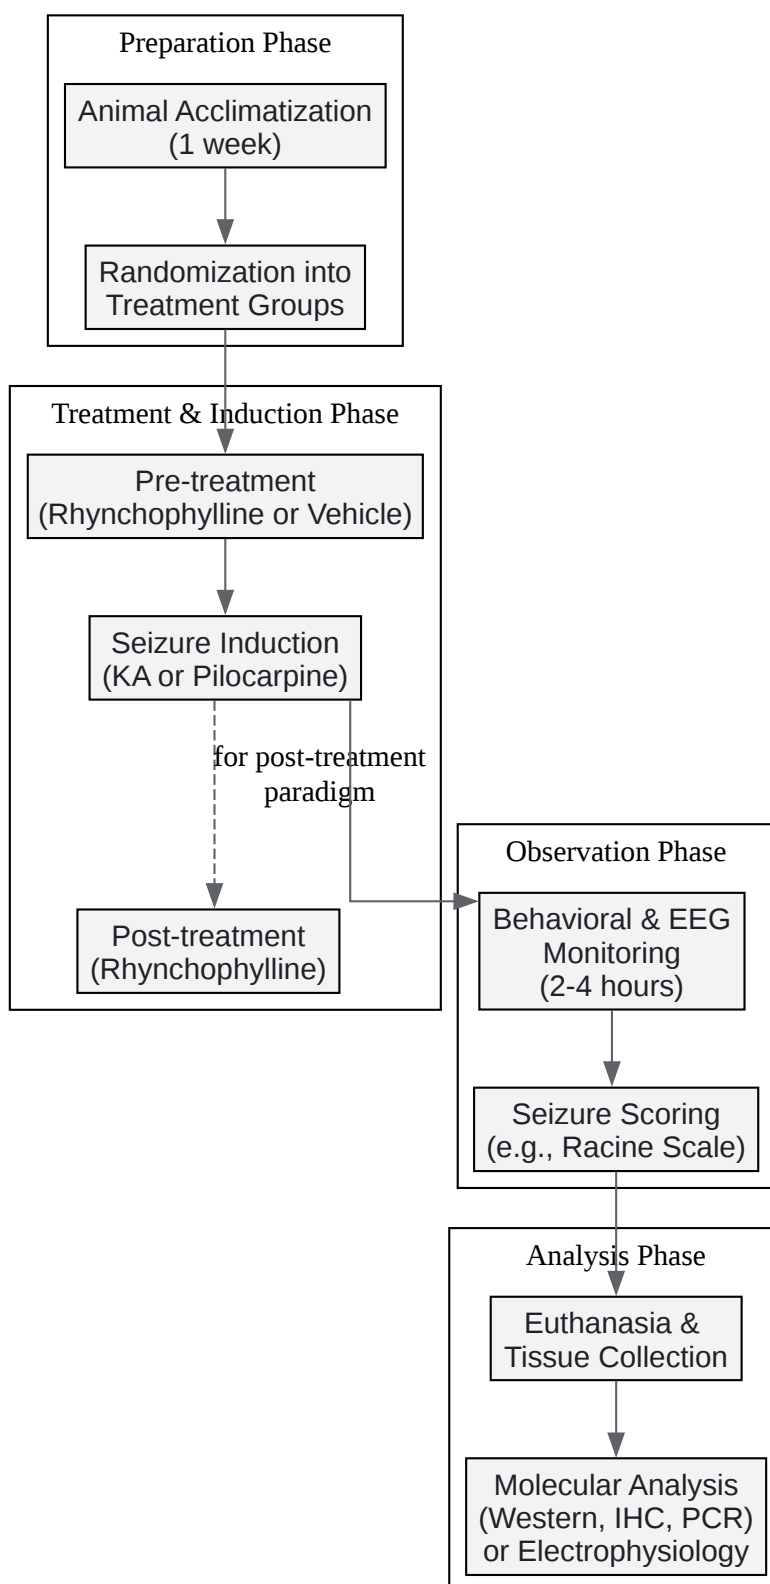 Preparation Phase
Animal Acclimatization
(1 week)
Randomization into
Treatment Groups
Treatment & Induction Phase
Pre-treatment
(Rhynchophylline or Vehicle)
Seizure Induction
(KA or Pilocarpine)
for post-treatment
paradigm
Post-treatment
(Rhynchophylline)
Observation Phase
Behavioral & EEG
Monitoring
(2-4 hours)
Seizure Scoring
(e.g., Racine Scale)
Analysis Phase
Euthanasia &
Tissue Collection
Molecular Analysis
(Western, IHC, PCR)
or Electrophysiology